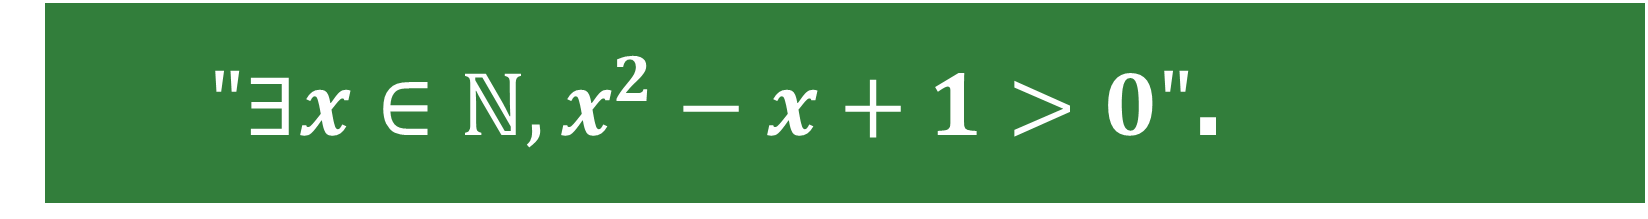 "∃𝒙 ∈ ℕ, 𝒙² − 𝒙 + 𝟏 > 𝟎".